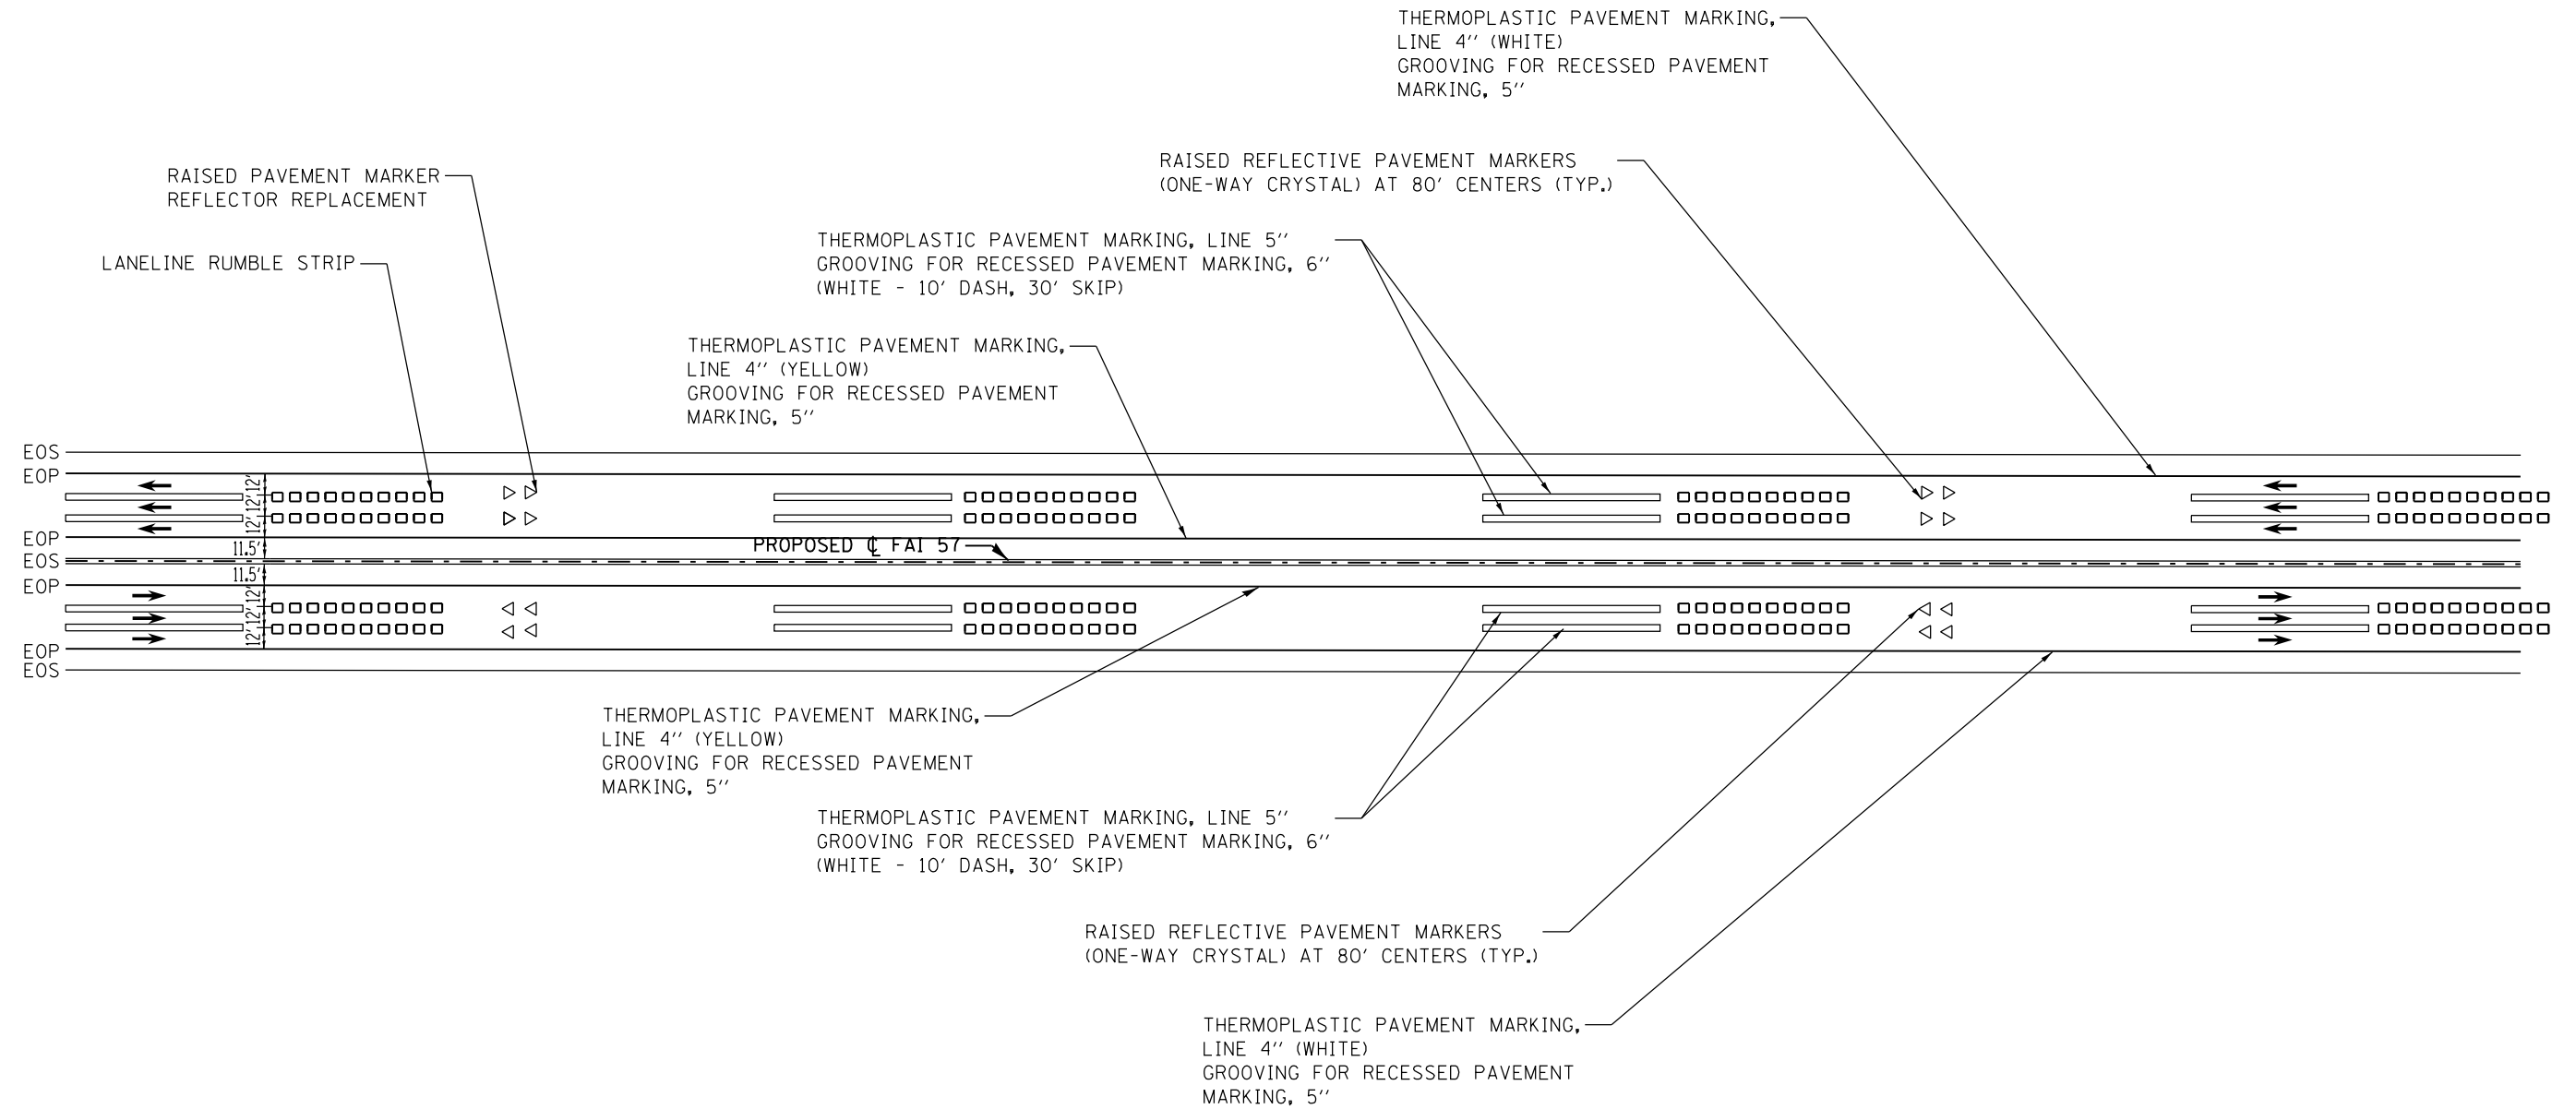 THERMOPLASTIC PAVEMENT MARKING,
LINE 4'' (WHITE)
GROOVING FOR RECESSED PAVEMENT
MARKING, 5''
RAISED REFLECTIVE PAVEMENT MARKERS
(ONE-WAY CRYSTAL) AT 80' CENTERS (TYP.)
RAISED PAVEMENT MARKER
REFLECTOR REPLACEMENT
THERMOPLASTIC PAVEMENT MARKING, LINE 5''
GROOVING FOR RECESSED PAVEMENT MARKING, 6''
(WHITE - 10' DASH, 30' SKIP)
LANELINE RUMBLE STRIP
THERMOPLASTIC PAVEMENT MARKING,
LINE 4'' (YELLOW)
GROOVING FOR RECESSED PAVEMENT
MARKING, 5''
EOS
EOP
12'
12'
12'
EOP
11.5'
PROPOSED ℄ FAI 57
EOS
11.5'
EOP
12'
12'
12'
EOP
EOS
THERMOPLASTIC PAVEMENT MARKING,
LINE 4'' (YELLOW)
GROOVING FOR RECESSED PAVEMENT
MARKING, 5''
THERMOPLASTIC PAVEMENT MARKING, LINE 5''
GROOVING FOR RECESSED PAVEMENT MARKING, 6''
(WHITE - 10' DASH, 30' SKIP)
RAISED REFLECTIVE PAVEMENT MARKERS
(ONE-WAY CRYSTAL) AT 80' CENTERS (TYP.)
THERMOPLASTIC PAVEMENT MARKING,
LINE 4'' (WHITE)
GROOVING FOR RECESSED PAVEMENT
MARKING, 5''